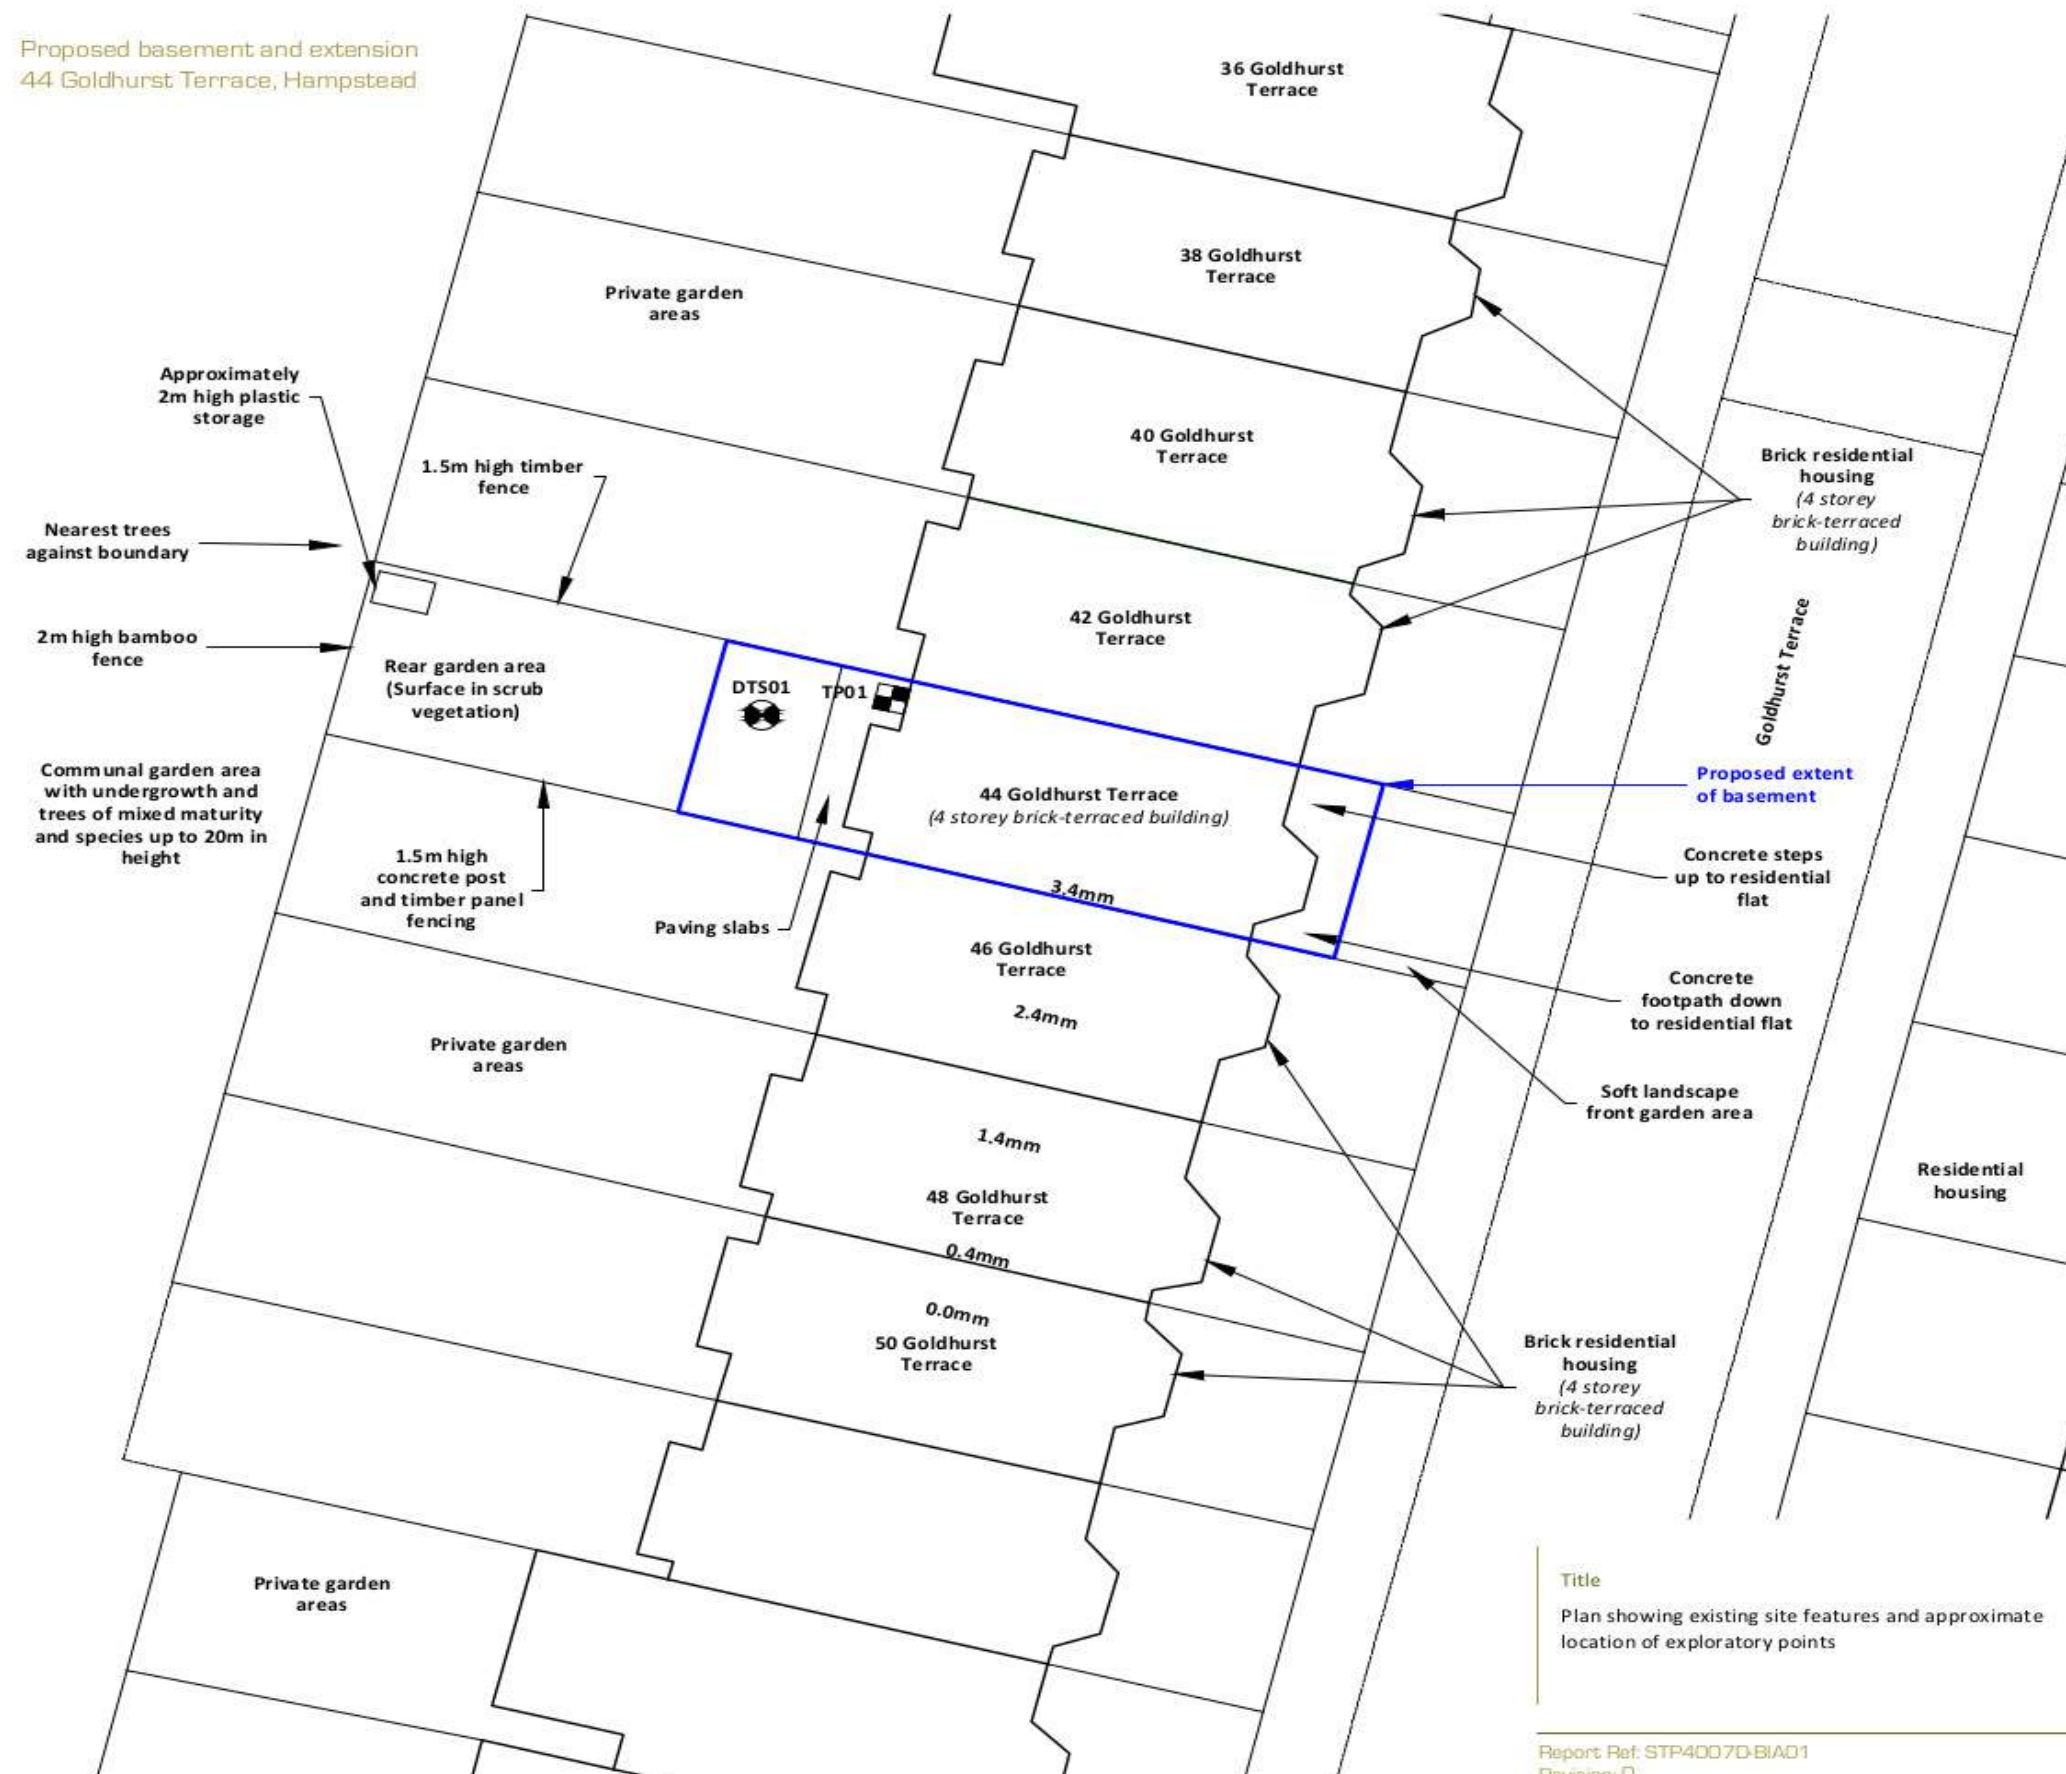 Proposed basement and extension
44 Goldhurst Terrace, Hampstead
36 Goldhurst
Terrace
38 Goldhurst
Terrace
Private garden
areas
Approximately
2m high plastic
storage
40 Goldhurst
Terrace
1.5m high timber
fence
Brick residential
housing
(4 storey
brick-terraced
building)
Nearest trees
against boundary
42 Goldhurst
Terrace
Goldhurst Terrace
2m high bamboo
fence
Rear garden area
(Surface in scrub
vegetation)
DTS01
TP01
Proposed extent
of basement
Communal garden area
with undergrowth and
trees of mixed maturity
and species up to 20m in
height
44 Goldhurst Terrace
(4 storey brick-terraced building)
1.5m high
concrete post
and timber panel
fencing
Concrete steps
up to residential
flat
3.4mm
Paving slabs
46 Goldhurst
Terrace
Concrete
footpath down
to residential flat
2.4mm
Private garden
areas
Soft landscape
front garden area
1.4mm
48 Goldhurst
Terrace
Residential
housing
0.4mm
0.0mm
50 Goldhurst
Terrace
Brick residential
housing
(4 storey
brick-terraced
building)
Private garden
areas
Title
Plan showing existing site features and approximate
location of exploratory points
Report Ref: STP4007D-BIA01